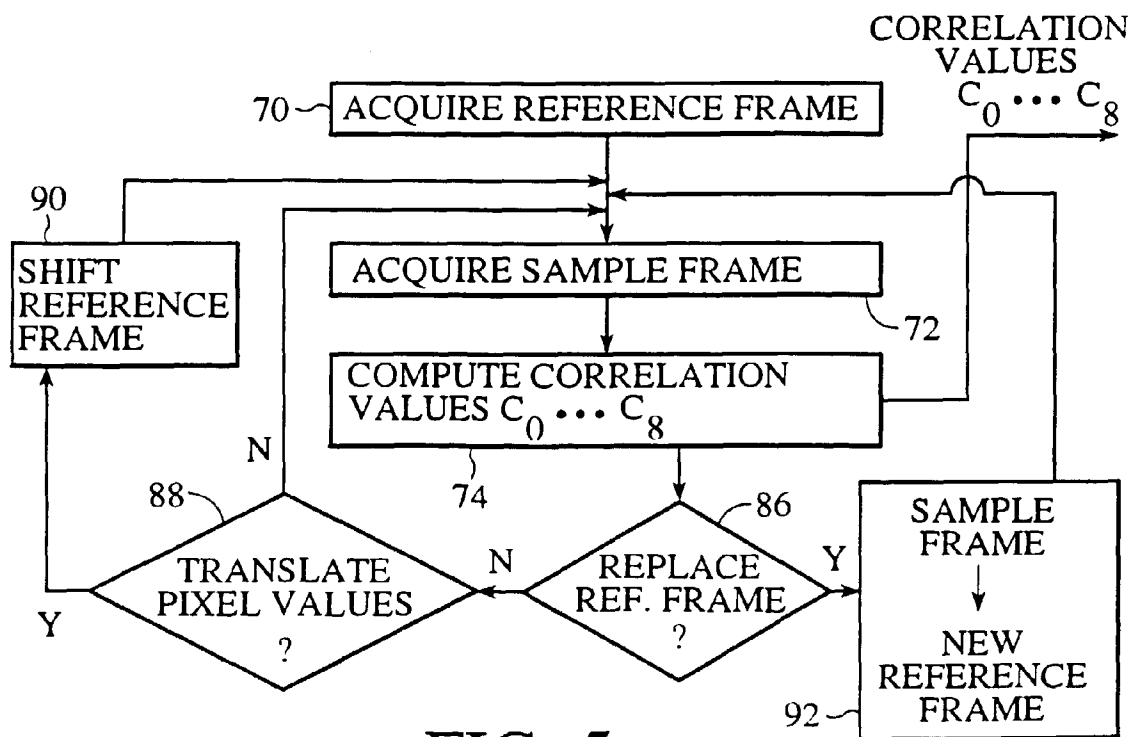 CORRELATION
VALUES
C0 ••• C8
70
ACQUIRE REFERENCE FRAME
90
SHIFT
REFERENCE
FRAME
ACQUIRE SAMPLE FRAME
72
COMPUTE CORRELATION
VALUES C0 ••• C8
74
N
88
TRANSLATE
PIXEL VALUES
?
Y
N
86
REPLACE
REF. FRAME
?
Y
SAMPLE
FRAME
NEW
REFERENCE
FRAME
92